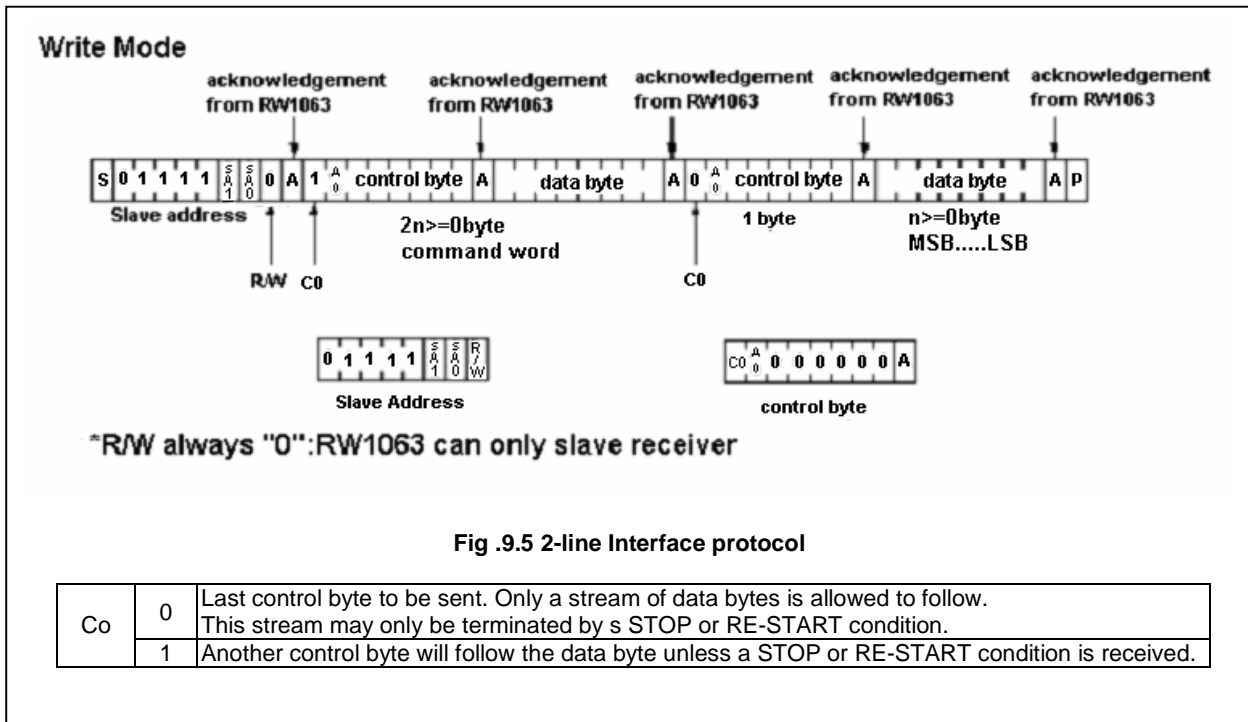 Write Mode
acknowledgement acknowledgement acknowledgement acknowledgement acknowledgement
from RW1063 from RW1063 from RW1063 from RW1063 from RW1063
S 0 1 1 1 1 SA1 SA0 0 A 1 A0 control byte A data byte A 0 A0 control byte A data byte A P
Slave address 2n>=0byte 1 byte n>=0byte
command word MSB.....LSB
R/W C0 C0
0 1 1 1 1 SA1 SA0 R/W C0 A0 0 0 0 0 0 0 A
Slave Address control byte
*R/W always "0":RW1063 can only slave receiver
Fig .9.5 2-line Interface protocol
Co 0 Last control byte to be sent. Only a stream of data bytes is allowed to follow.
This stream may only be terminated by s STOP or RE-START condition.
1 Another control byte will follow the data byte unless a STOP or RE-START condition is received.